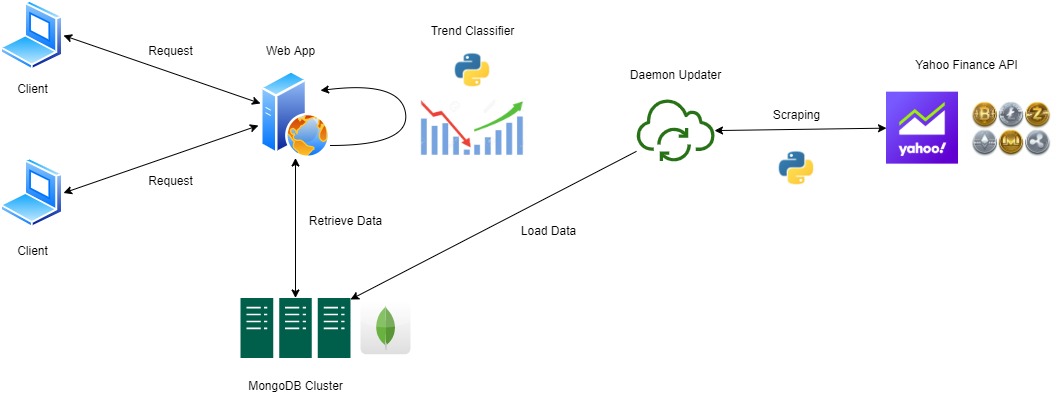 Trend Classifier
Web App
Request
Daemon Updater
Yahoo Finance API
Client
Scraping
yahoo!
Request
Retrieve Data
Load Data
Client
MongoDB Cluster